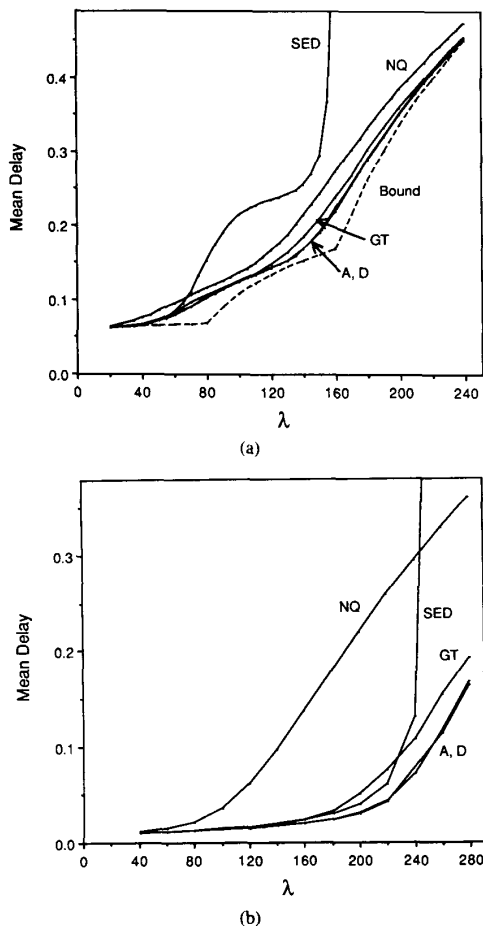 SED
NQ
0.4
0.3
Mean Delay
Bound
0.2
GT
A, D
0.1
0.0
0 40 80 120 160 200 240
λ
(a)
0.3
NQ
SED
Mean Delay
0.2
GT
0.1
A, D
0.0
0 40 80 120 160 200 240 280
λ
(b)